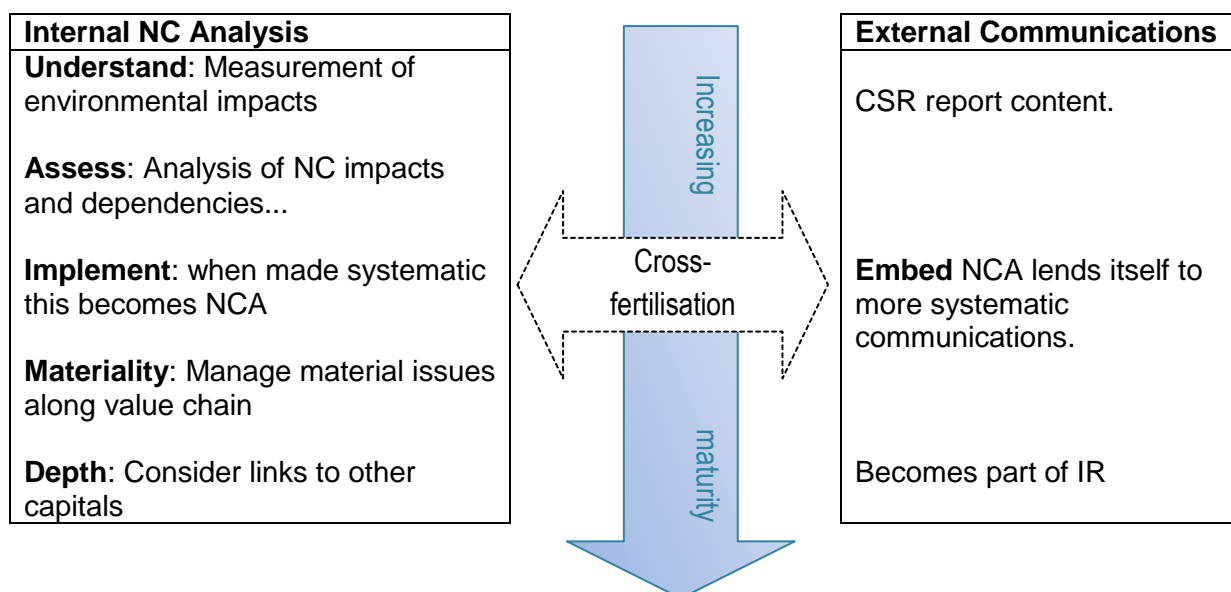 Internal NC Analysis
Understand: Measurement of
environmental impacts
Assess: Analysis of NC impacts
and dependencies...
Implement: when made systematic
this becomes NCA
Materiality: Manage material issues
along value chain
Depth: Consider links to other
capitals
Increasing
Cross-
fertilisation
maturity
External Communications
CSR report content.
Embed NCA lends itself to
more systematic
communications.
Becomes part of IR